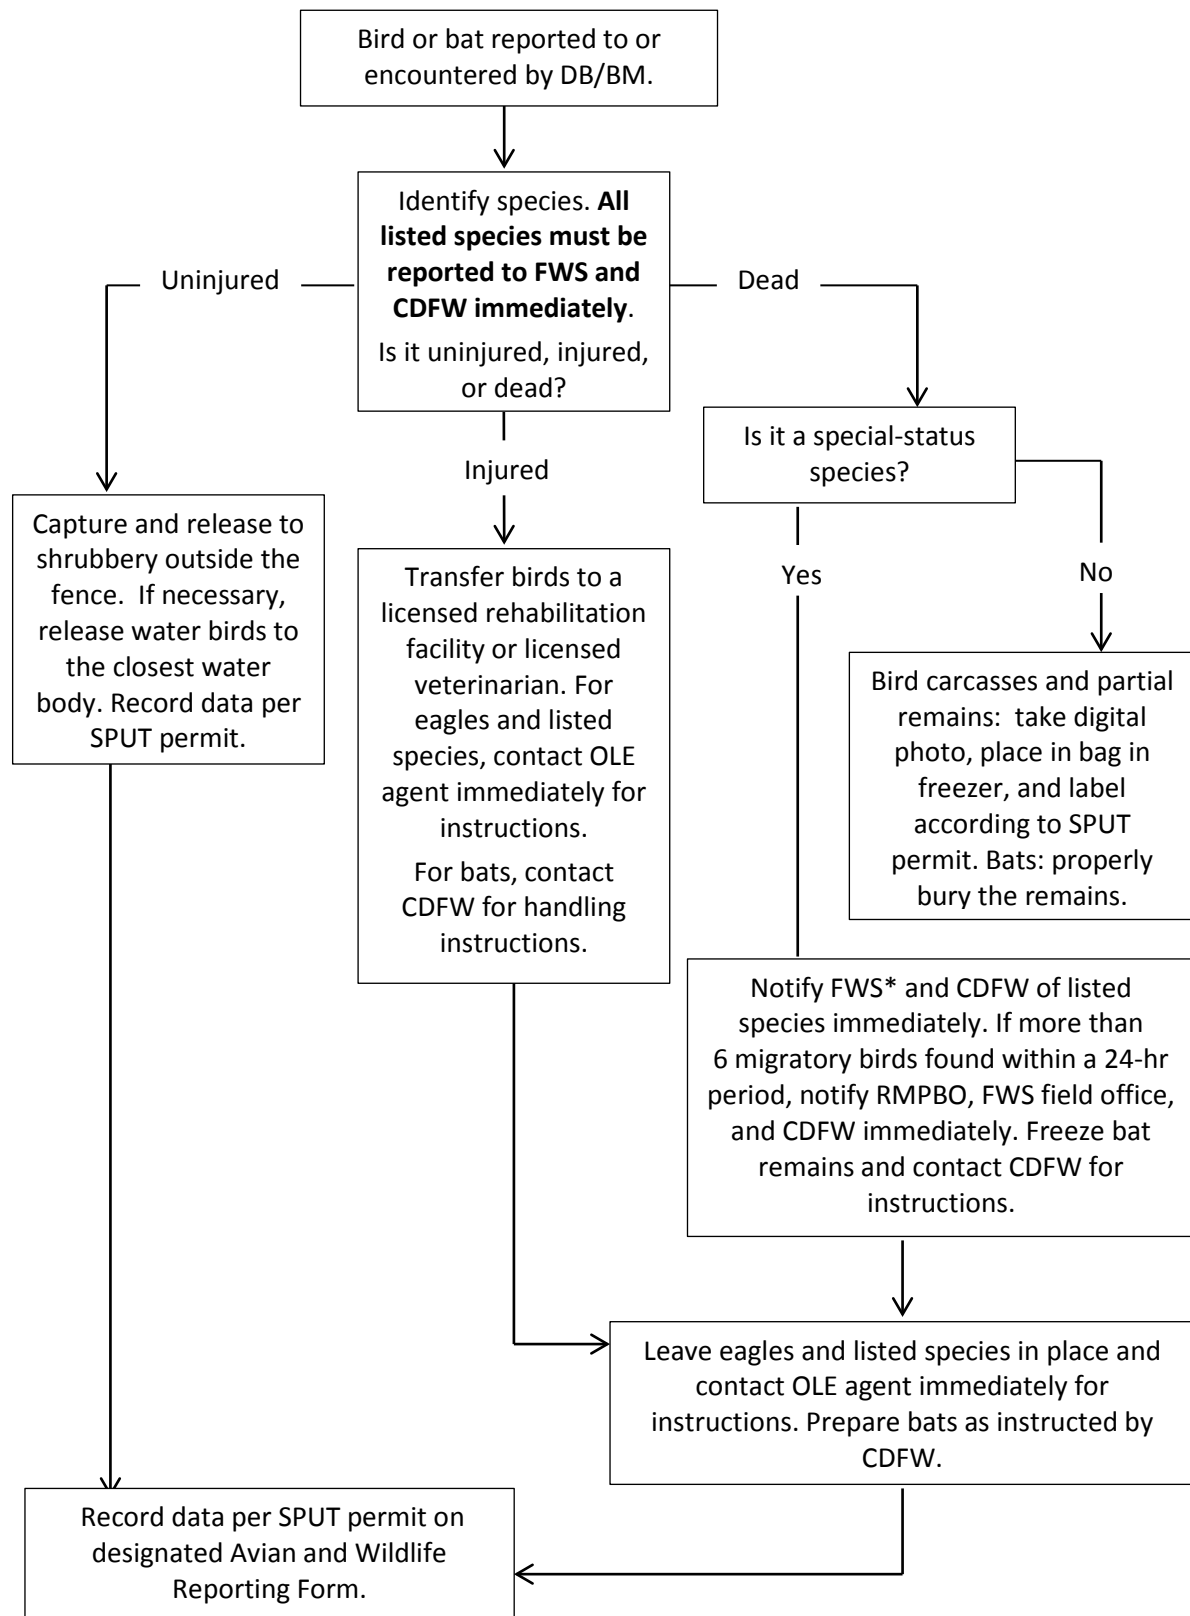 Bird or bat reported to or
encountered by DB/BM.
Identify species. All
listed species must be
reported to FWS and
CDFW immediately.
Is it uninjured, injured,
or dead?
Uninjured
Dead
Injured
Is it a special-status
species?
Capture and release to
shrubbery outside the
fence.  If necessary,
release water birds to
the closest water
body. Record data per
SPUT permit.
Transfer birds to a
licensed rehabilitation
facility or licensed
veterinarian. For
eagles and listed
species, contact OLE
agent immediately for
instructions.
For bats, contact
CDFW for handling
instructions.
Yes
No
Bird carcasses and partial
remains:  take digital
photo, place in bag in
freezer, and label
according to SPUT
permit. Bats: properly
bury the remains.
Notify FWS* and CDFW of listed
species immediately. If more than
6 migratory birds found within a 24-hr
period, notify RMPBO, FWS field office,
and CDFW immediately. Freeze bat
remains and contact CDFW for
instructions.
Leave eagles and listed species in place and
contact OLE agent immediately for
instructions. Prepare bats as instructed by
CDFW.
Record data per SPUT permit on
designated Avian and Wildlife
Reporting Form.